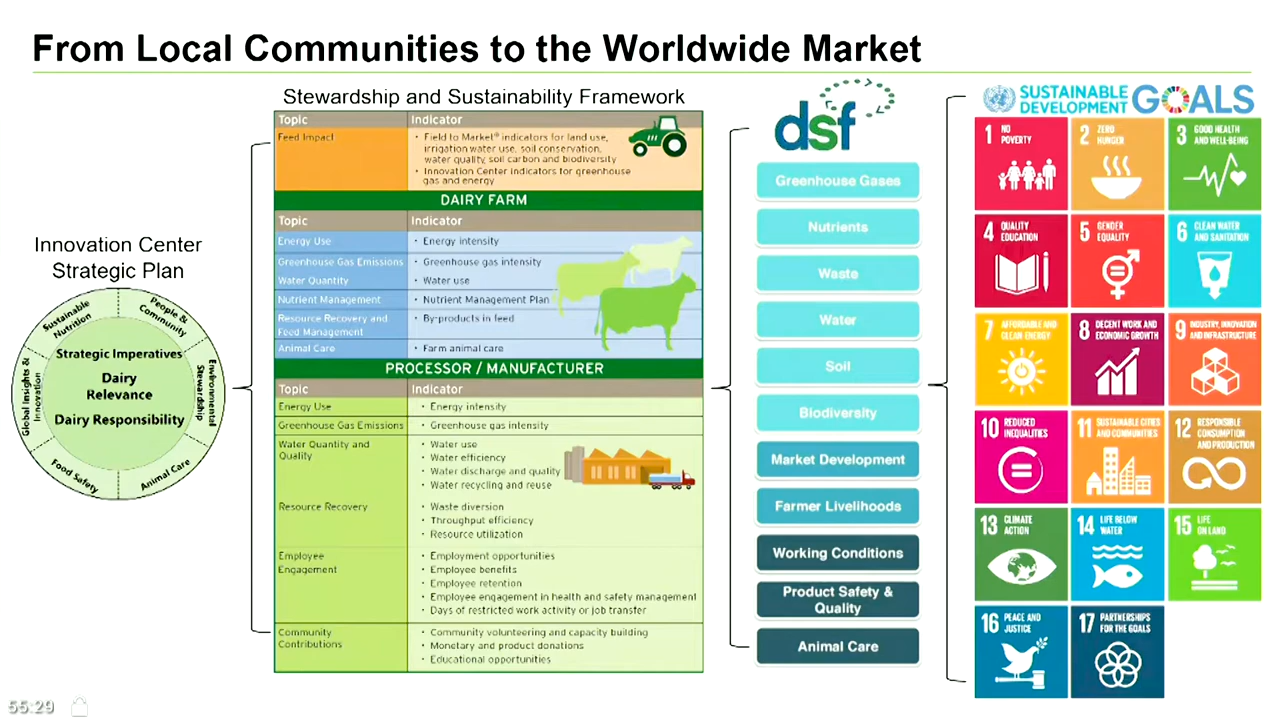 From Local Communities to the Worldwide Market
Innovation Center
Strategic Plan
Sustainable
Nutrition
People &
Community
Environmental
Stewardship
Animal Care
Food Safety
Global Insights &
Innovation
Strategic Imperatives
Dairy
Relevance
Dairy Responsibility
Stewardship and Sustainability Framework
Topic Indicator
Feed Impact • Field to Market® indicators for land use,
irrigation water use, soil conservation,
water quality, soil carbon and biodiversity
• Innovation Center indicators for greenhouse
gas and energy
DAIRY FARM
Topic Indicator
Energy Use • Energy intensity
Greenhouse Gas Emissions • Greenhouse gas intensity
Water Quantity • Water use
Nutrient Management • Nutrient Management Plan
Resource Recovery and • By-products in feed
Feed Management
Animal Care • Farm animal care
PROCESSOR / MANUFACTURER
Topic Indicator
Energy Use • Energy intensity
Greenhouse Gas Emissions • Greenhouse gas intensity
Water Quantity and • Water use
Quality • Water efficiency
• Water discharge and quality
• Water recycling and reuse
Resource Recovery • Waste diversion
• Throughput efficiency
• Resource utilization
Employee • Employment opportunities
Engagement • Employee benefits
• Employee retention
• Employee engagement in health and safety management
• Days of restricted work activity or job transfer
Community • Community volunteering and capacity building
Contributions • Monetary and product donations
• Educational opportunities
dsf
Greenhouse Gases
Nutrients
Waste
Water
Soil
Biodiversity
Market Development
Farmer Livelihoods
Working Conditions
Product Safety &
Quality
Animal Care
SUSTAINABLE
DEVELOPMENT GOALS
1 NO
POVERTY
2 ZERO
HUNGER
3 GOOD HEALTH
AND WELL-BEING
4 QUALITY
EDUCATION
5 GENDER
EQUALITY
6 CLEAN WATER
AND SANITATION
7 AFFORDABLE AND
CLEAN ENERGY
8 DECENT WORK AND
ECONOMIC GROWTH
9 INDUSTRY, INNOVATION
AND INFRASTRUCTURE
10 REDUCED
INEQUALITIES
11 SUSTAINABLE CITIES
AND COMMUNITIES
12 RESPONSIBLE
CONSUMPTION
AND PRODUCTION
13 CLIMATE
ACTION
14 LIFE BELOW
WATER
15 LIFE
ON LAND
16 PEACE AND
JUSTICE
17 PARTNERSHIPS
FOR THE GOALS
55:29